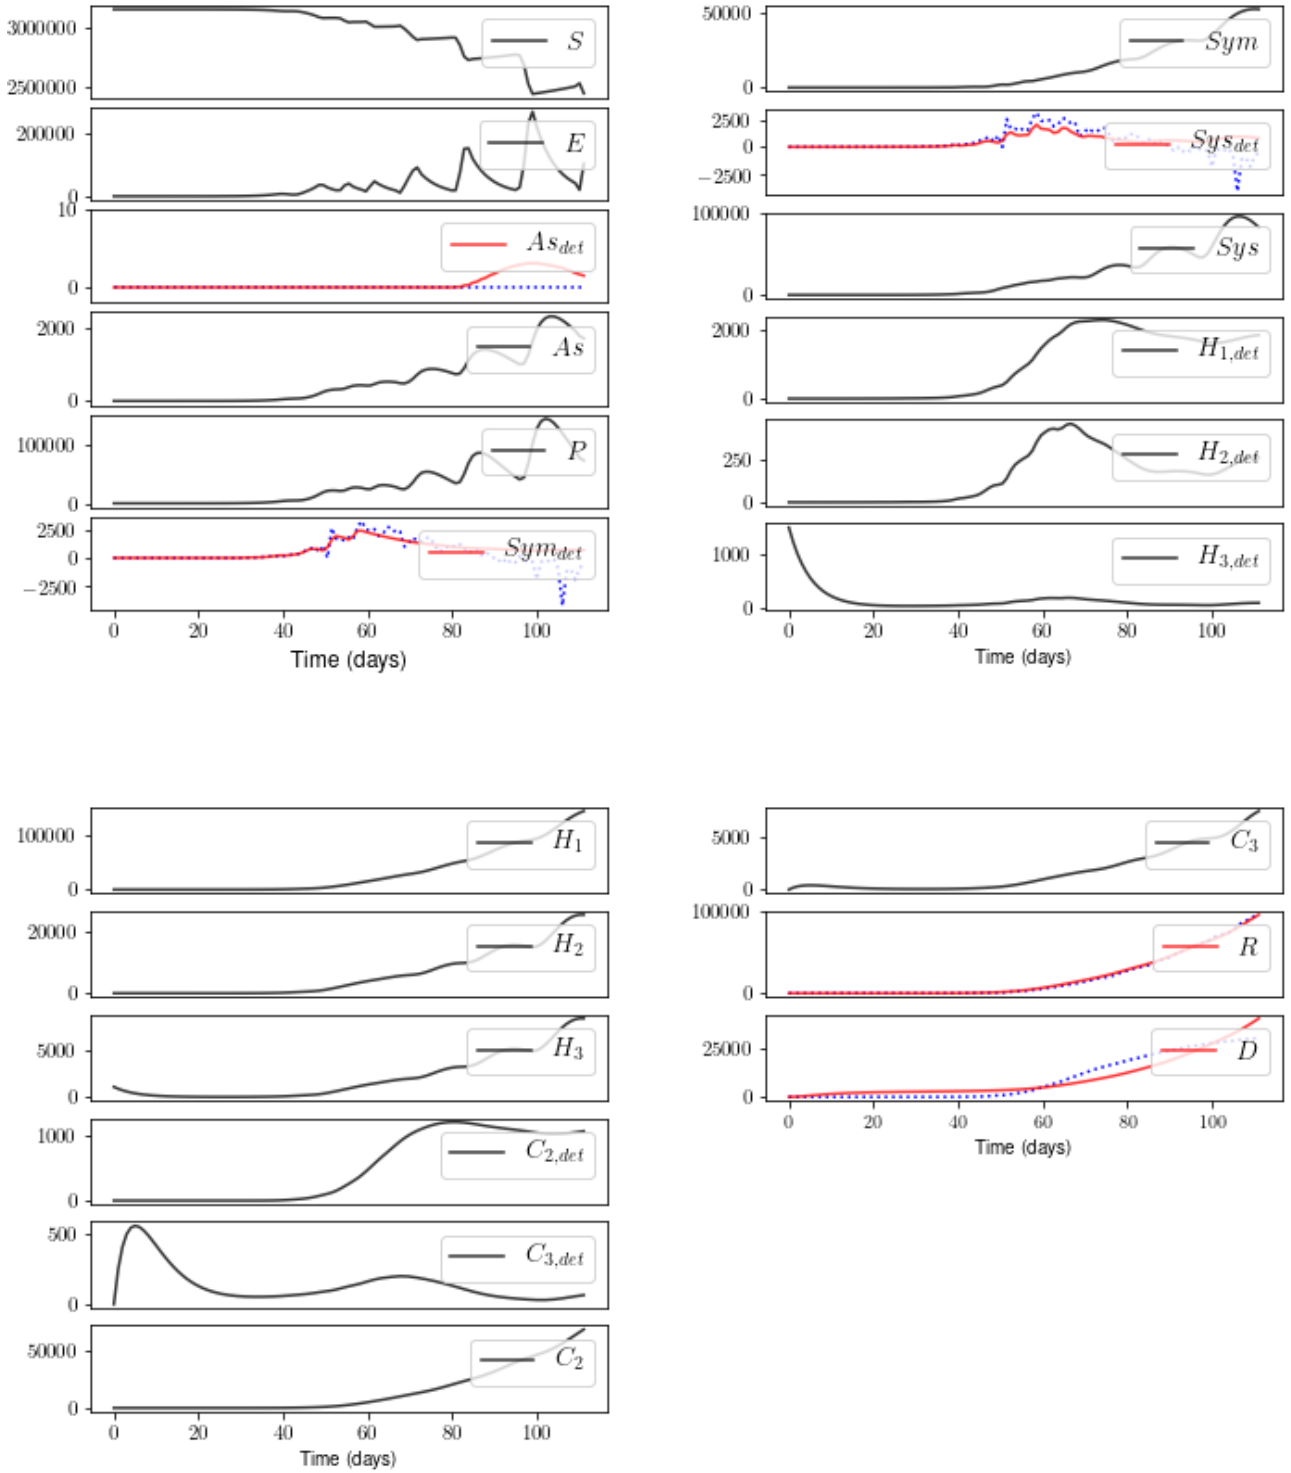 3000000
2500000
S
200000
0
E
10
0
As_det
2000
0
As
100000
0
P
2500
0
−2500
Sym_det
0 20 40 60 80 100
Time (days)
50000
0
Sym
2500
0
−2500
Sys_det
100000
0
Sys
2000
0
H_1,det
250
0
H_2,det
1000
0
H_3,det
0 20 40 60 80 100
Time (days)
100000
0
H_1
20000
0
H_2
5000
0
H_3
1000
0
C_2,det
500
0
C_3,det
50000
0
C_2
0 20 40 60 80 100
Time (days)
5000
0
C_3
100000
0
R
25000
0
D
0 20 40 60 80 100
Time (days)